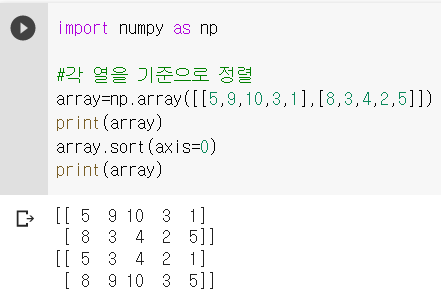 import numpy as np
#각 열을 기준으로 정렬
array=np.array([[5,9,10,3,1],[8,3,4,2,5]])
print(array)
array.sort(axis=0)
print(array)
[[ 5  9 10  3  1]
 [ 8  3  4  2  5]]
[[ 5  3  4  2  1]
 [ 8  9 10  3  5]]